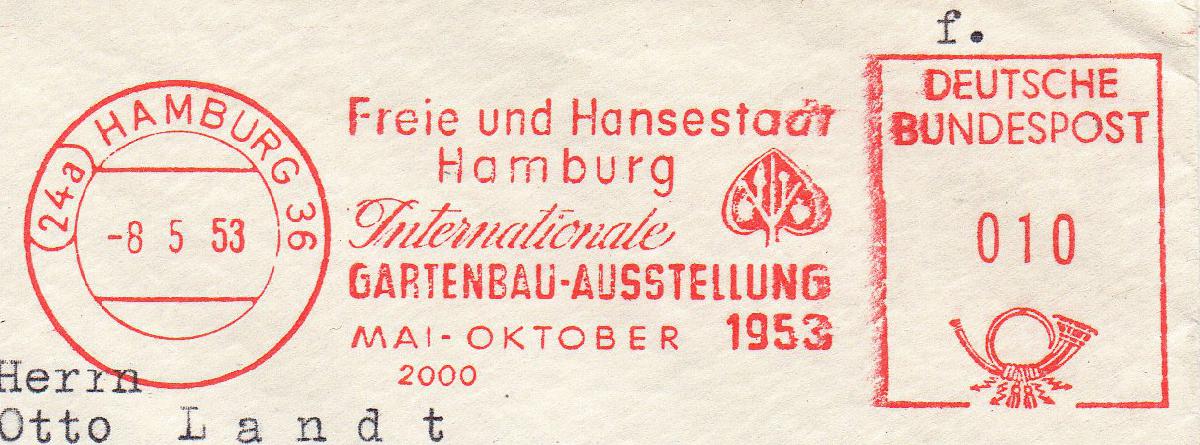 f.
(24a) HAMBURG 36
-8 5 53
Freie und Hansestadt
Hamburg
Internationale
GARTENBAU-AUSSTELLUNG
MAI-OKTOBER 1953
2000
DEUTSCHE
BUNDESPOST
010
Herrn
Otto Landt